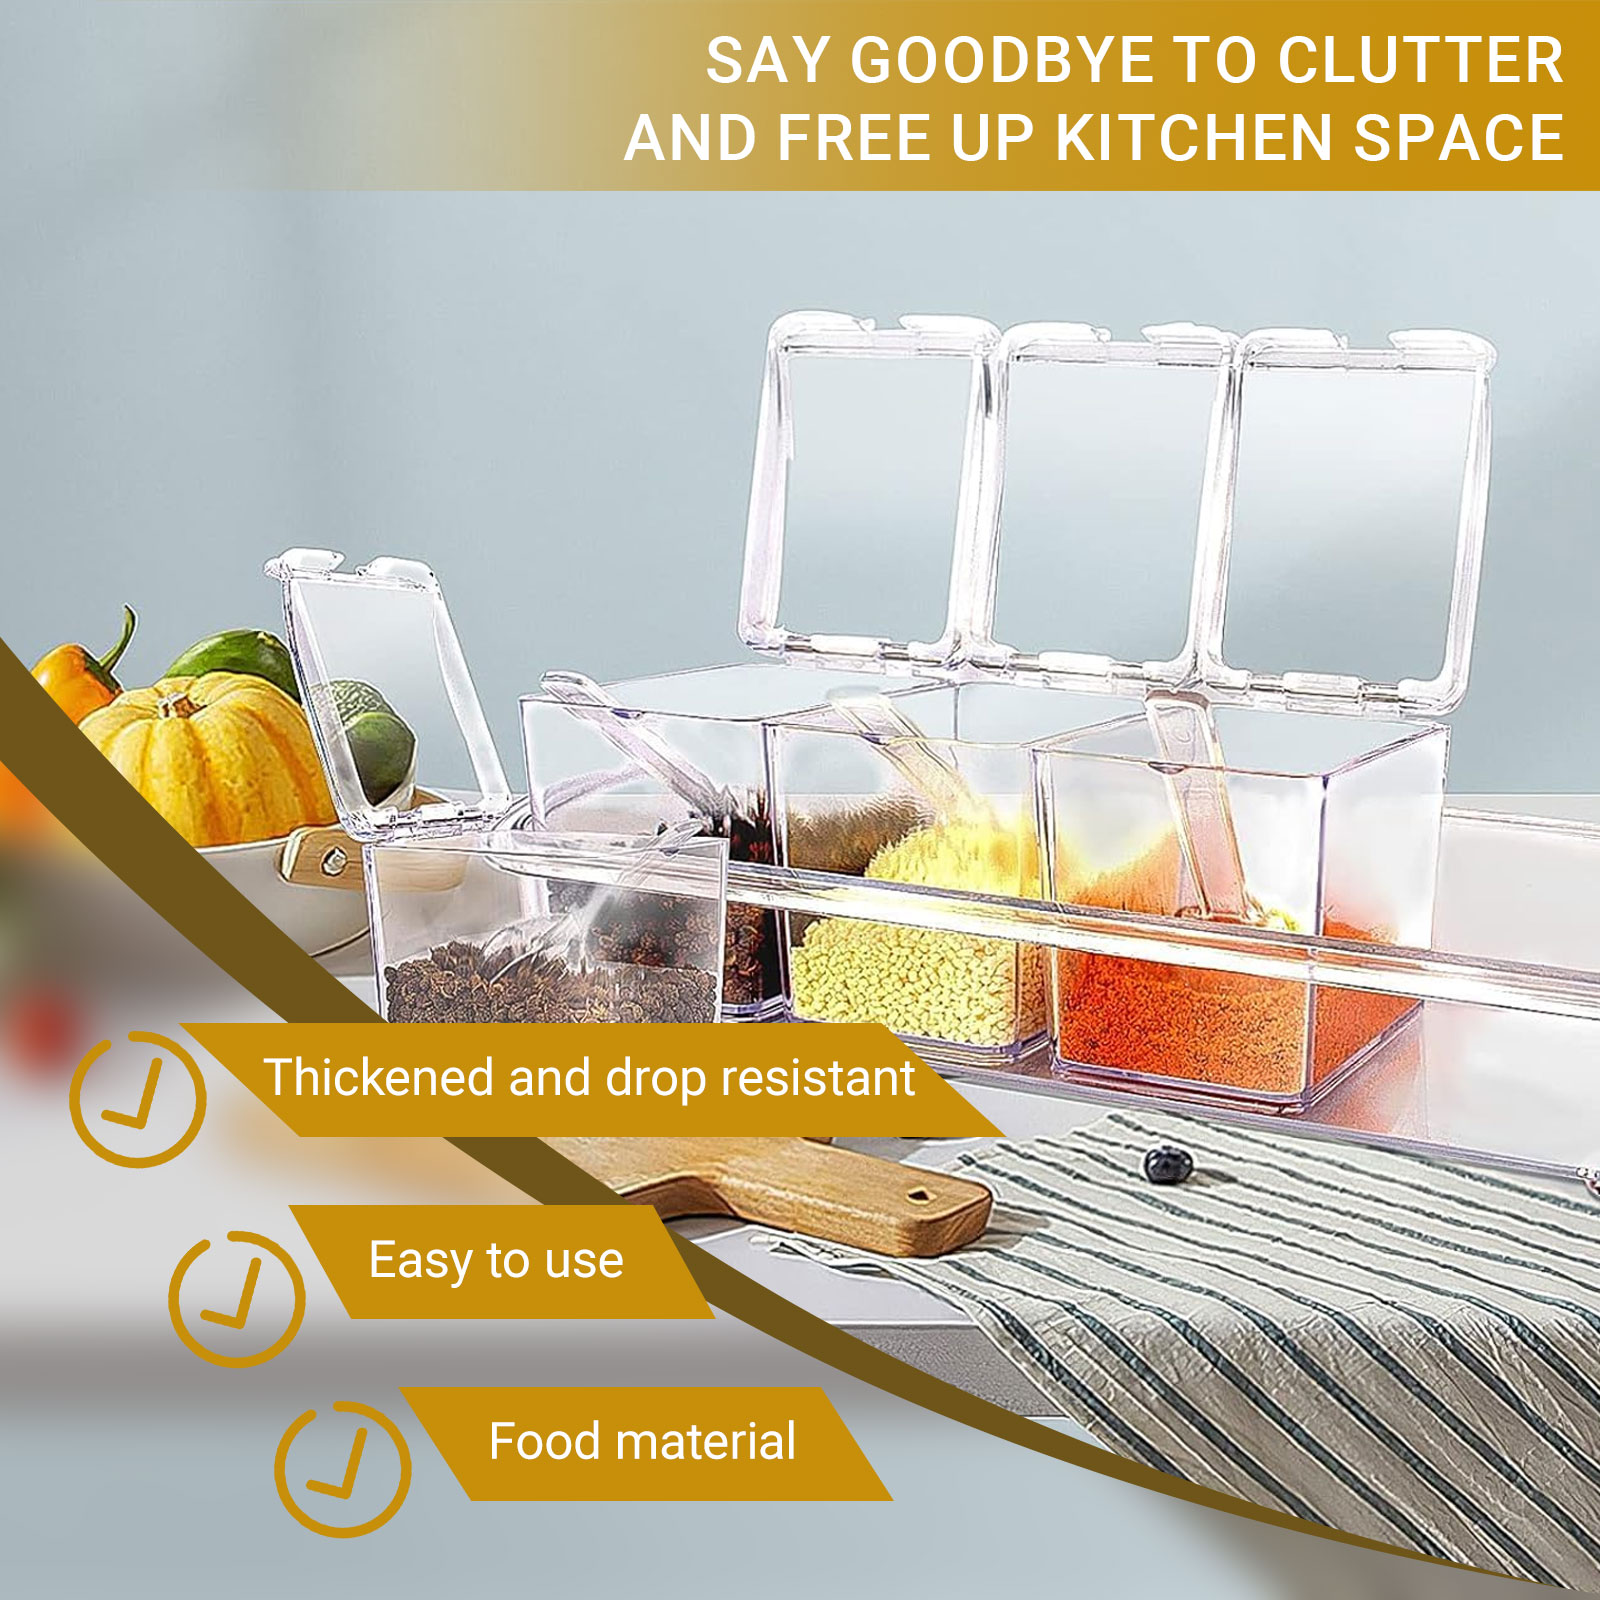 SAY GOODBYE TO CLUTTER
AND FREE UP KITCHEN SPACE
Thickened and drop resistant
Easy to use
Food material